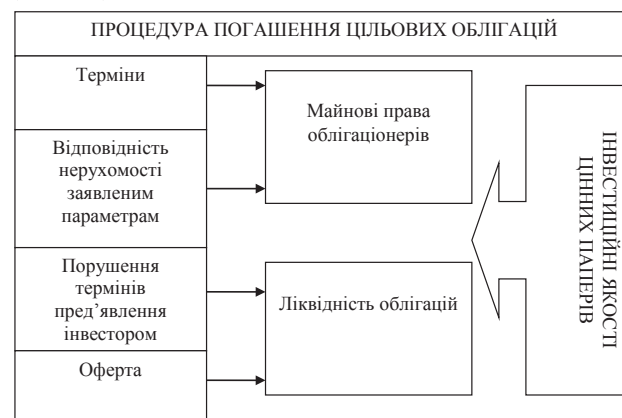 ПРОЦЕДУРА ПОГАШЕННЯ ЦІЛЬОВИХ ОБЛІГАЦІЙ
Терміни
Відповідність
нерухомості
заявленим
параметрам
Порушення
термінів
пред’явлення
інвестором
Оферта
Майнові права
облігаціонерів
Ліквідність облігацій
ІНВЕСТИЦІЙНІ ЯКОСТІ
ЦІННИХ ПАПЕРІВ